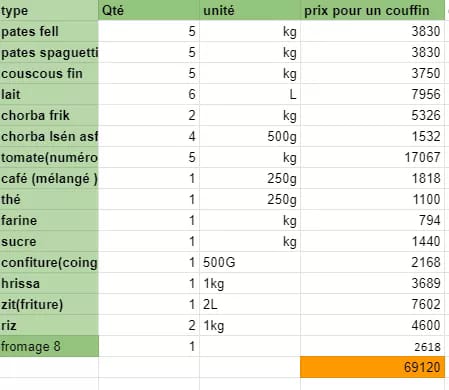 type Qté unité prix pour un couffin
pates fell 5 kg 3830
pates spaguetti 5 kg 3830
couscous fin 5 kg 3750
lait 6 L 7956
chorba frik 2 kg 5326
chorba lsén asf 4 500g 1532
tomate(numéro 5 kg 17067
café (mélangé ) 1 250g 1818
thé 1 250g 1100
farine 1 kg 794
sucre 1 kg 1440
confiture(coing 1 500G 2168
hrissa 1 1kg 3689
zit(friture) 1 2L 7602
riz 2 1kg 4600
fromage 8 1 2618
69120